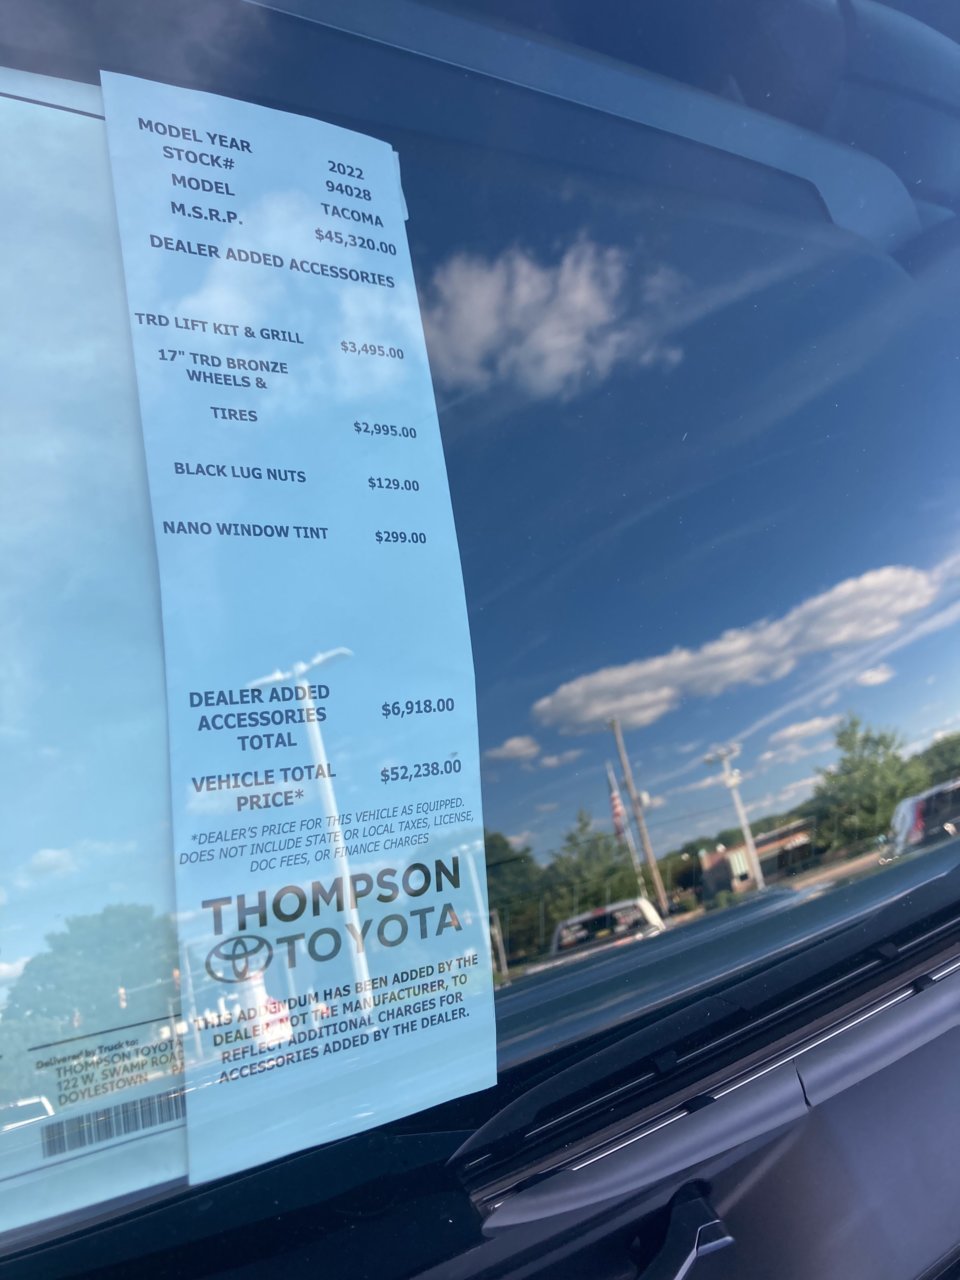 MODEL YEAR 2022
STOCK# 94028
MODEL TACOMA
M.S.R.P. $45,320.00
DEALER ADDED ACCESSORIES
TRD LIFT KIT & GRILL $3,495.00
17" TRD BRONZE
WHEELS &
TIRES $2,995.00
BLACK LUG NUTS $129.00
NANO WINDOW TINT $299.00
DEALER ADDED
ACCESSORIES $6,918.00
TOTAL
VEHICLE TOTAL $52,238.00
PRICE*
*DEALER'S PRICE FOR THIS VEHICLE AS EQUIPPED.
DOES NOT INCLUDE STATE OR LOCAL TAXES, LICENSE,
DOC FEES, OR FINANCE CHARGES
THOMPSON
TOYOTA
THIS ADDENDUM HAS BEEN ADDED BY THE
DEALER, NOT THE MANUFACTURER, TO
REFLECT ADDITIONAL CHARGES FOR
ACCESSORIES ADDED BY THE DEALER.
Delivered by Truck to:
THOMPSON TOYOTA
122 W. SWAMP ROAD
DOYLESTOWN PA